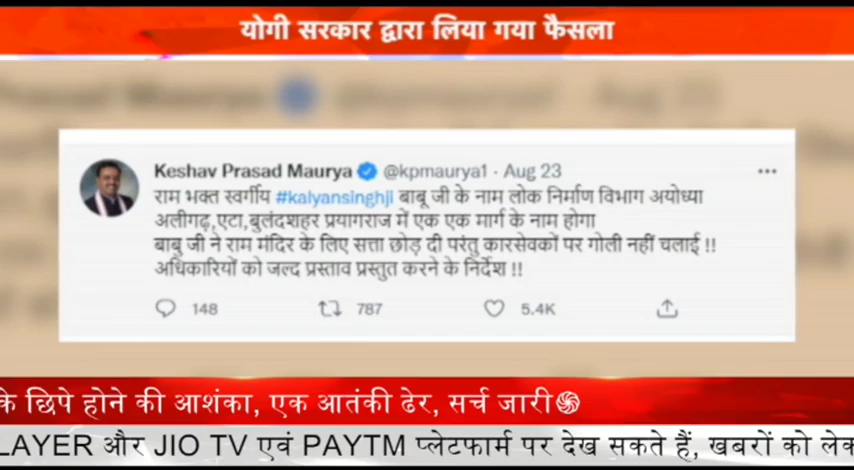 योगी सरकार द्वारा लिया गया फैसला
Keshav Prasad Maurya @kpmaurya1 · Aug 23
राम भक्त स्वर्गीय #kalyansinghji बाबू जी के नाम लोक निर्माण विभाग अयोध्या
अलीगढ़,एटा,बुलंदशहर प्रयागराज में एक एक मार्ग के नाम होगा
बाबु जी ने राम मंदिर के लिए सत्ता छोड़ दी परंतु कारसेवकों पर गोली नहीं चलाई !!
अधिकारियों को जल्द प्रस्ताव प्रस्तुत करने के निर्देश !!
148 787 5.4K
के छिपे होने की आशंका, एक आतंकी ढेर, सर्च जारी
LAYER और JIO TV एवं PAYTM प्लेटफार्म पर देख सकते हैं, खबरों को लेक